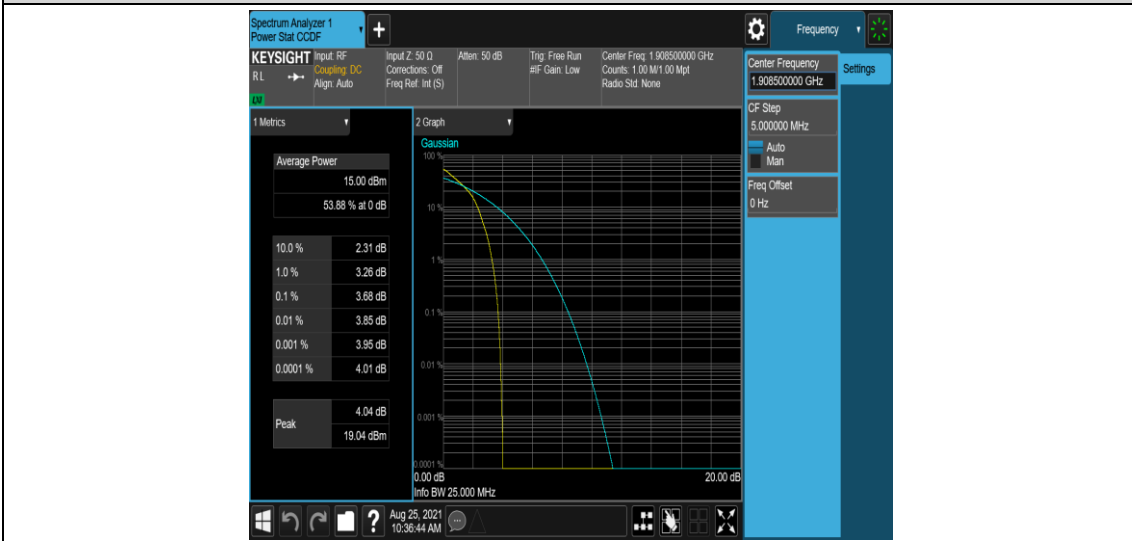 Spectrum Analyzer 1
Power Stat CCDF
+
Frequency
KEYSIGHT
Input: RF
Coupling: DC
Align: Auto
Input Z: 50 Ω
Corrections: Off
Freq Ref: Int (S)
Atten: 50 dB
Trig: Free Run
#IF Gain: Low
Center Freq: 1.908500000 GHz
Counts: 1.00 M/1.00 Mpt
Radio Std: None
R L
LXI
Center Frequency
1.908500000 GHz
Settings
CF Step
5.000000 MHz
Auto
Man
Freq Offset
0 Hz
1 Metrics
Average Power
15.00 dBm
53.88 % at 0 dB
10.0 % 2.31 dB
1.0 % 3.26 dB
0.1 % 3.68 dB
0.01 % 3.85 dB
0.001 % 3.95 dB
0.0001 % 4.01 dB
Peak
4.04 dB
19.04 dBm
2 Graph
Gaussian
100 %
10 %
1 %
0.1 %
0.01 %
0.001 %
0.0001 %
0.00 dB 20.00 dB
Info BW 25.000 MHz
?
Aug 25, 2021
10:36:44 AM